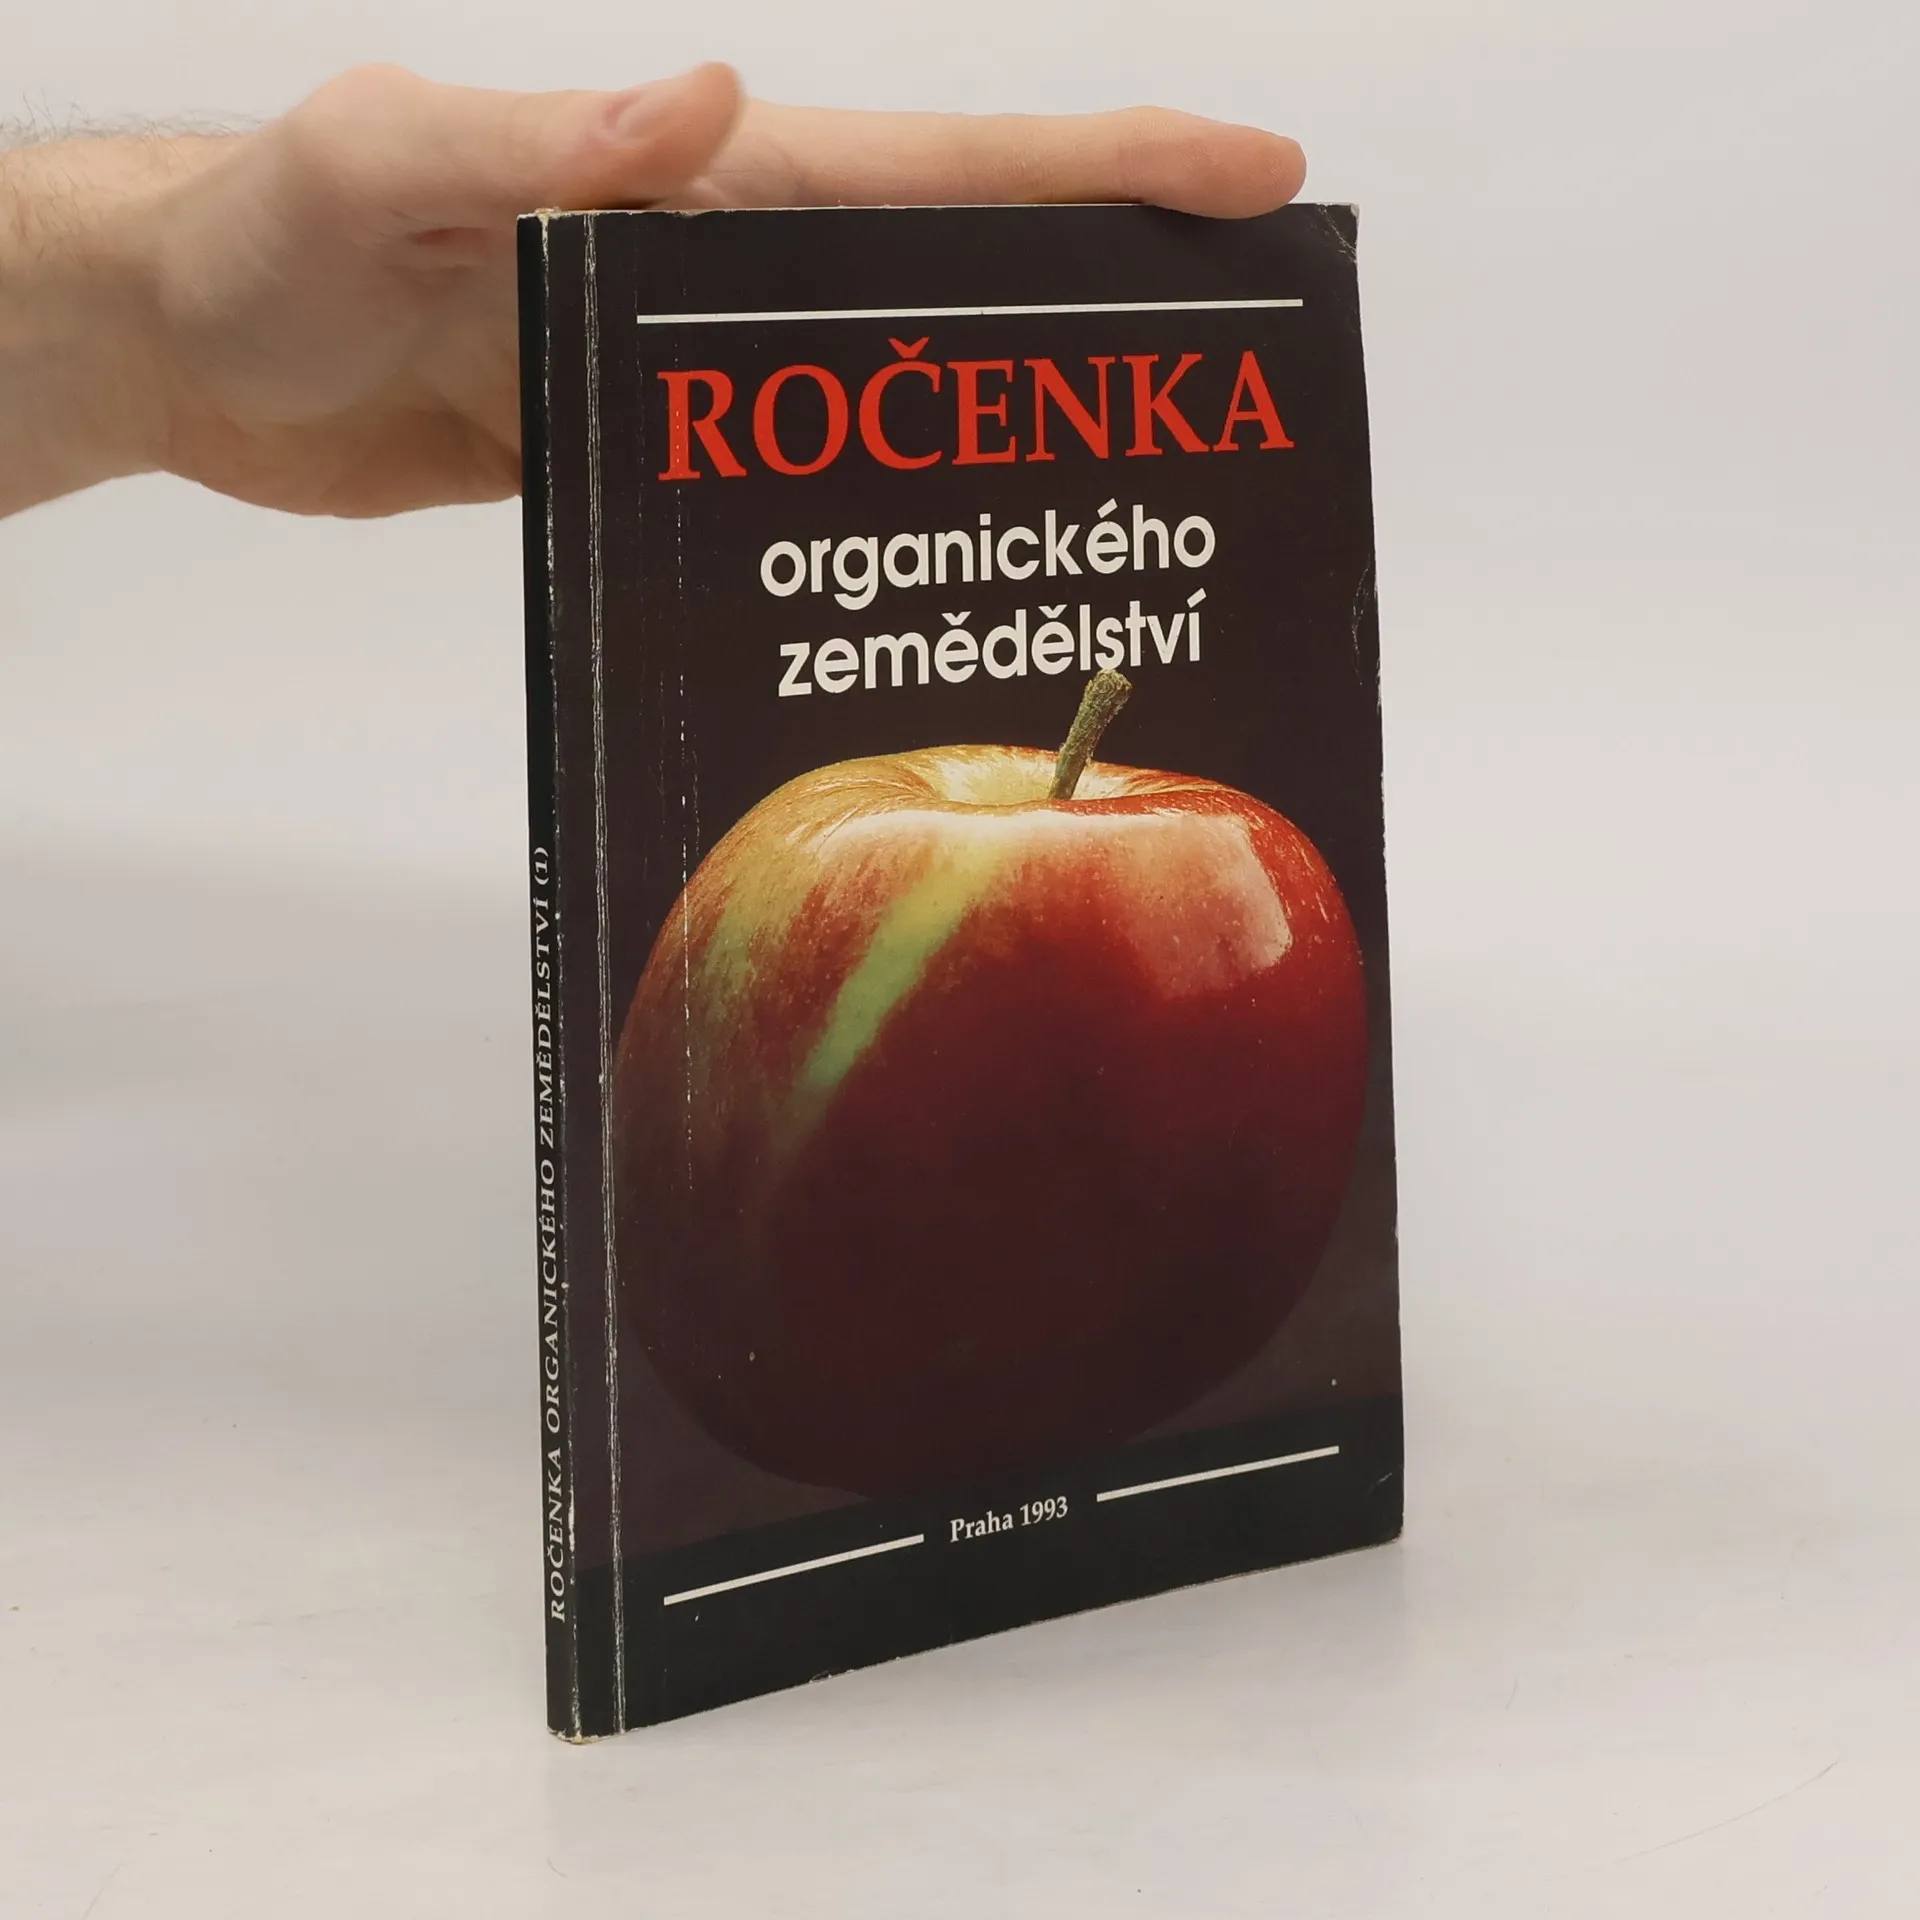 ROČENKA
organického
zemědělství
Praha 1993
ROČENKA ORGANICKÉHO ZEMĚDĚLSTVÍ (1)